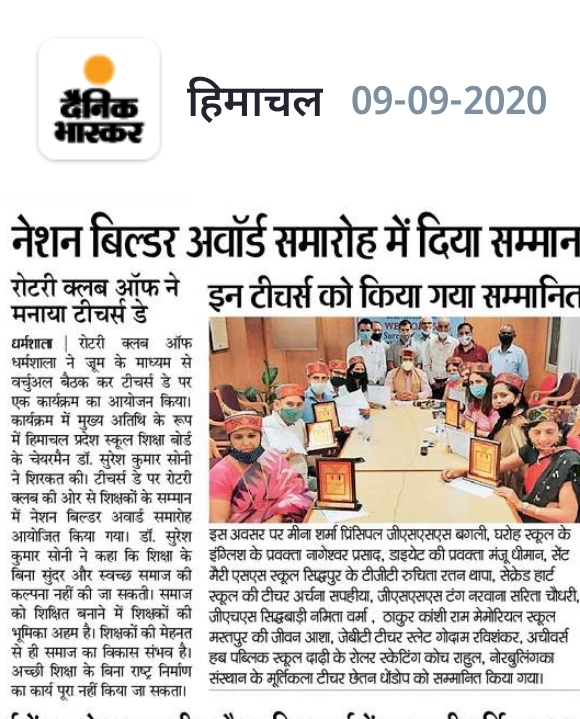 दैनिक
भास्कर
हिमाचल 09-09-2020
नेशन बिल्डर अवॉर्ड समारोह में दिया सम्मान
रोटरी क्लब ऑफ ने
मनाया टीचर्स डे
धर्मशाला | रोटरी क्लब ऑफ
धर्मशाला ने जूम के माध्यम से
वर्चुअल बैठक कर टीचर्स डे पर
एक कार्यक्रम का आयोजन किया।
कार्यक्रम में मुख्य अतिथि के रूप
में हिमाचल प्रदेश स्कूल शिक्षा बोर्ड
के चेयरमैन डॉ. सुरेश कुमार सोनी
ने शिरकत की। टीचर्स डे पर रोटरी
क्लब की ओर से शिक्षकों के सम्मान
में नेशन बिल्डर अवार्ड समारोह
आयोजित किया गया। डॉ. सुरेश
कुमार सोनी ने कहा कि शिक्षा के
बिना सुंदर और स्वच्छ समाज की
कल्पना नहीं की जा सकती। समाज
को शिक्षित बनाने में शिक्षकों की
भूमिका अहम है। शिक्षकों की मेहनत
से ही समाज का विकास संभव है।
अच्छी शिक्षा के बिना राष्ट्र निर्माण
का कार्य पूरा नहीं किया जा सकता।
इन टीचर्स को किया गया सम्मानित
इस अवसर पर मीना शर्मा प्रिंसिपल जीएसएसएस बगली, घरोह स्कूल के
इंग्लिश के प्रवक्ता नागेश्वर प्रसाद, डाइयेट की प्रवक्ता मंजू धीमान, सेंट
मैरी एसएस स्कूल सिद्धपुर के टीजीटी रुचिता रतन थापा, सेक्रेड हार्ट
स्कूल की टीचर अर्चना सपहीया, जीएसएसएस टंग नरवाना सरिता चौधरी,
जीएचएस सिद्धबाड़ी नमिता वर्मा , ठाकुर कांशी राम मेमोरियल स्कूल
मस्तपुर की जीवन आशा, जेबीटी टीचर स्लेट गोदाम रविशंकर, अचीवर्स
हब पब्लिक स्कूल दाढ़ी के रोलर स्केटिंग कोच राहुल, नोरबुलिंगका
संस्थान के मूर्तिकला टीचर छेतन धोंडोप को सम्मानित किया गया।